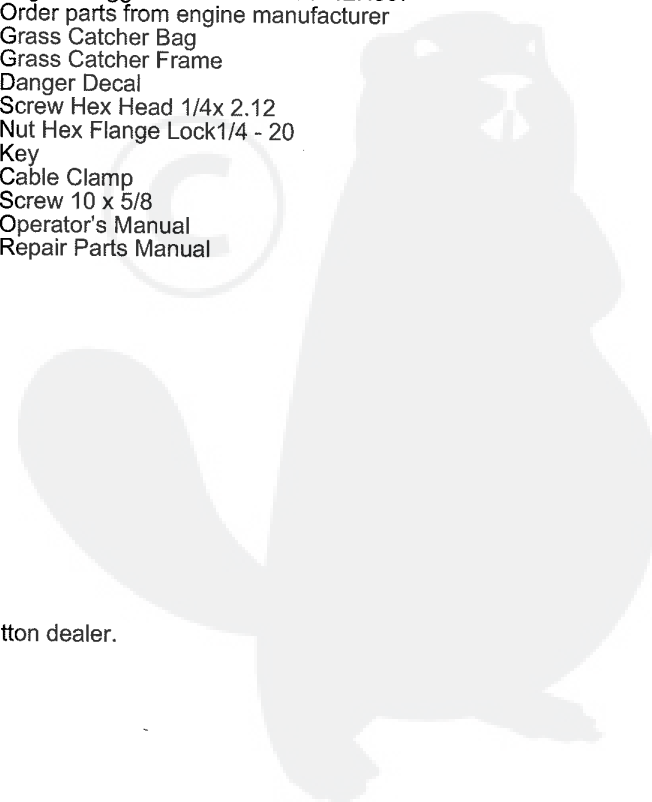 Order parts from engine manufacturer
Grass Catcher Bag
Grass Catcher Frame
Danger Decal
Screw Hex Head 1/4x 2.12
Nut Hex Flange Lock1/4 - 20
Key
Cable Clamp
Screw 10 x 5/8
Operator's Manual
Repair Parts Manual
©
tton dealer.